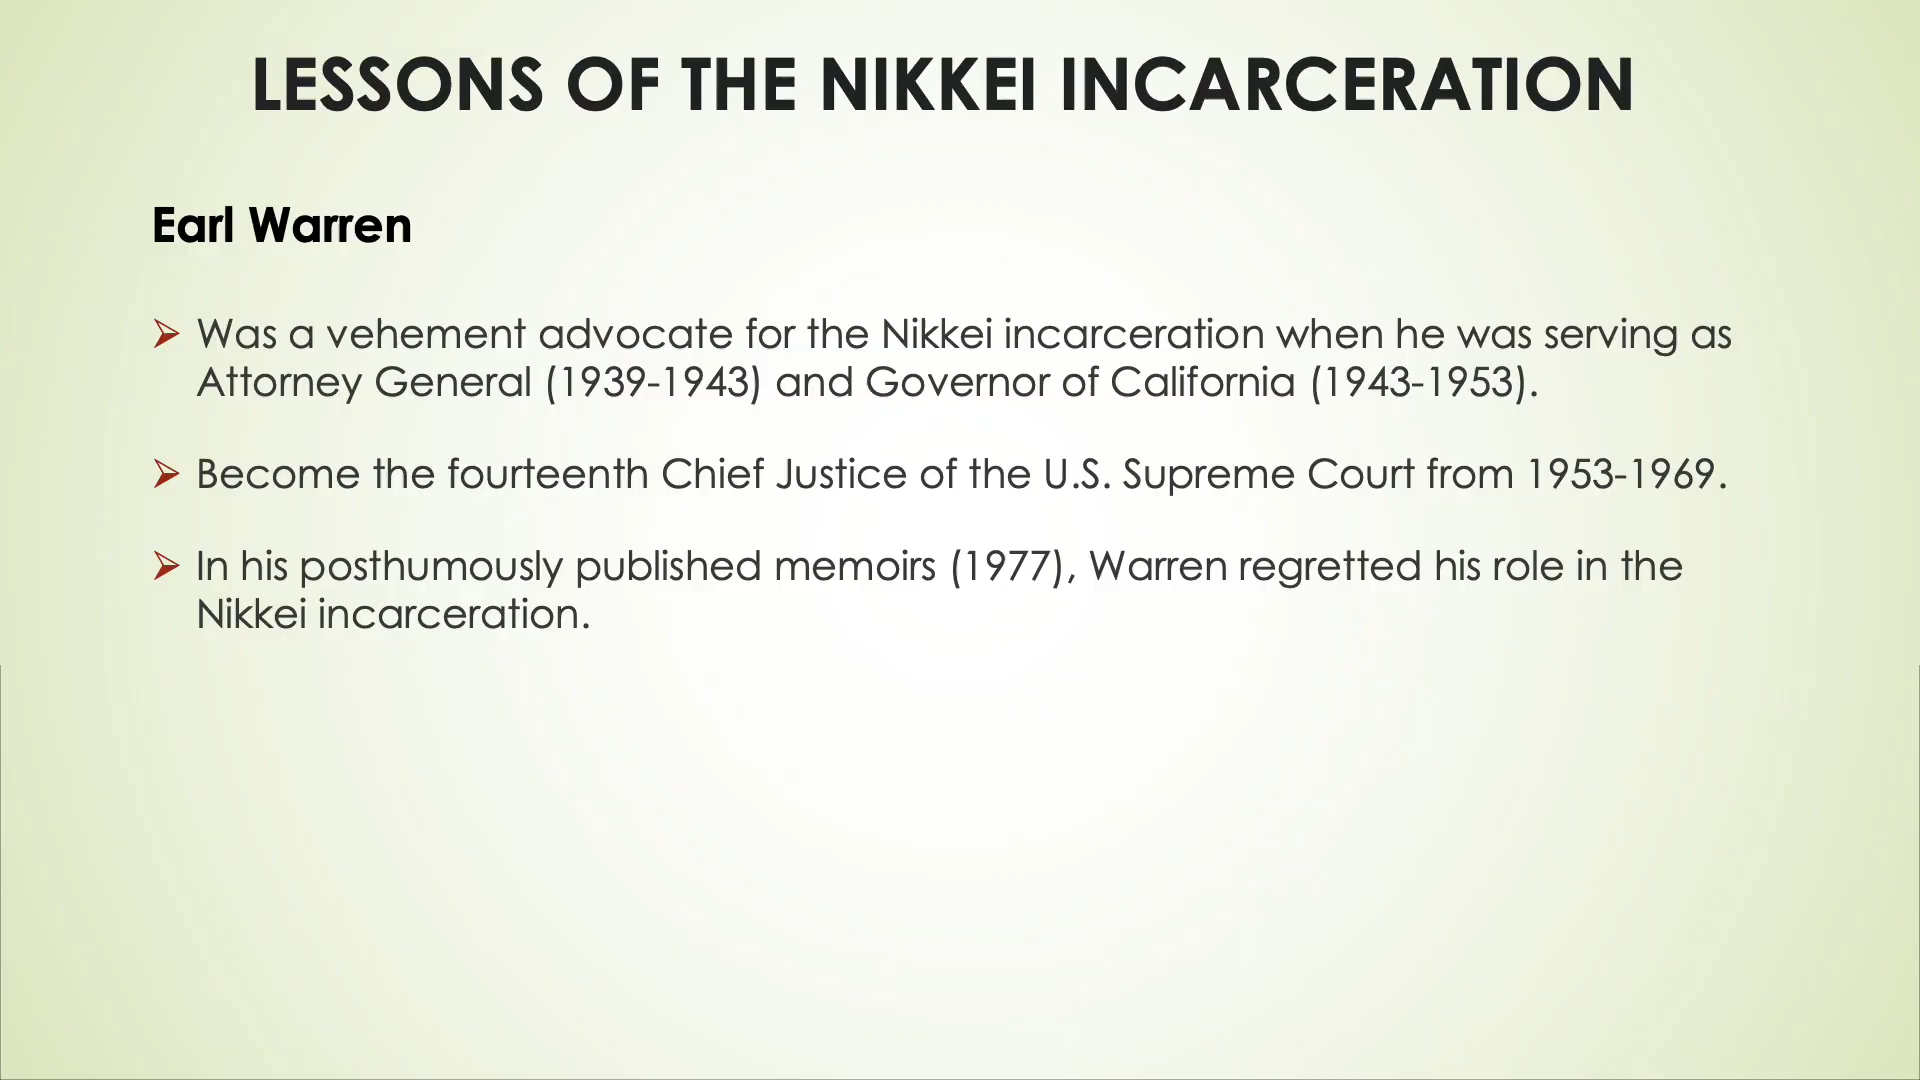 LESSONS OF THE NIKKEI INCARCERATION
Earl Warren
➢ Was a vehement advocate for the Nikkei incarceration when he was serving as
Attorney General (1939-1943) and Governor of California (1943-1953).
➢ Become the fourteenth Chief Justice of the U.S. Supreme Court from 1953-1969.
➢ In his posthumously published memoirs (1977), Warren regretted his role in the
Nikkei incarceration.